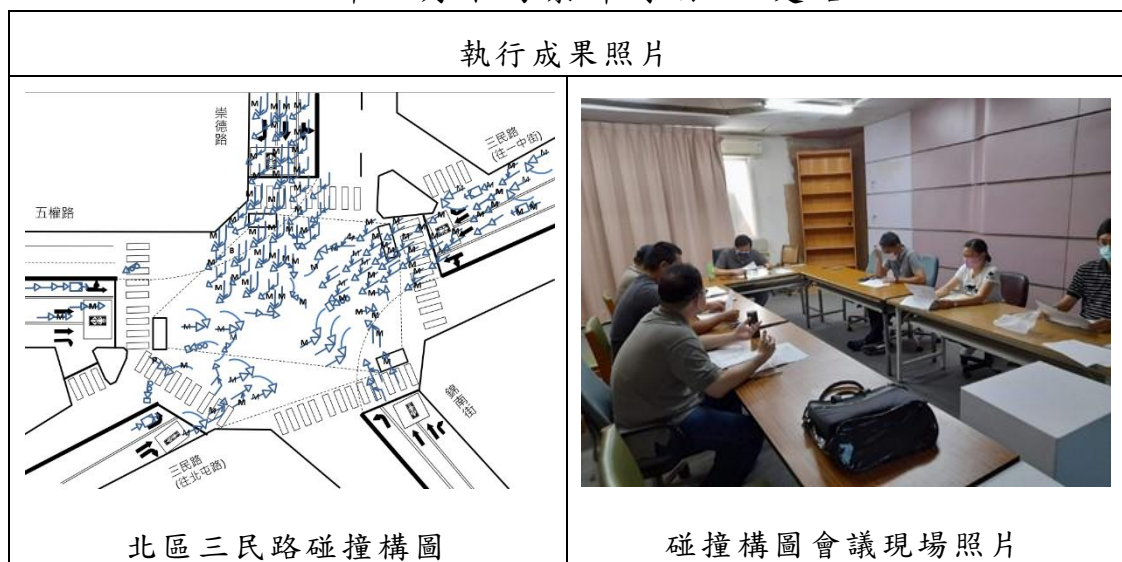 執行成果照片
崇德路
三民路
(往一中街)
五權路
錦南街
三民路
(往北屯路)
北區三民路碰撞構圖
碰撞構圖會議現場照片